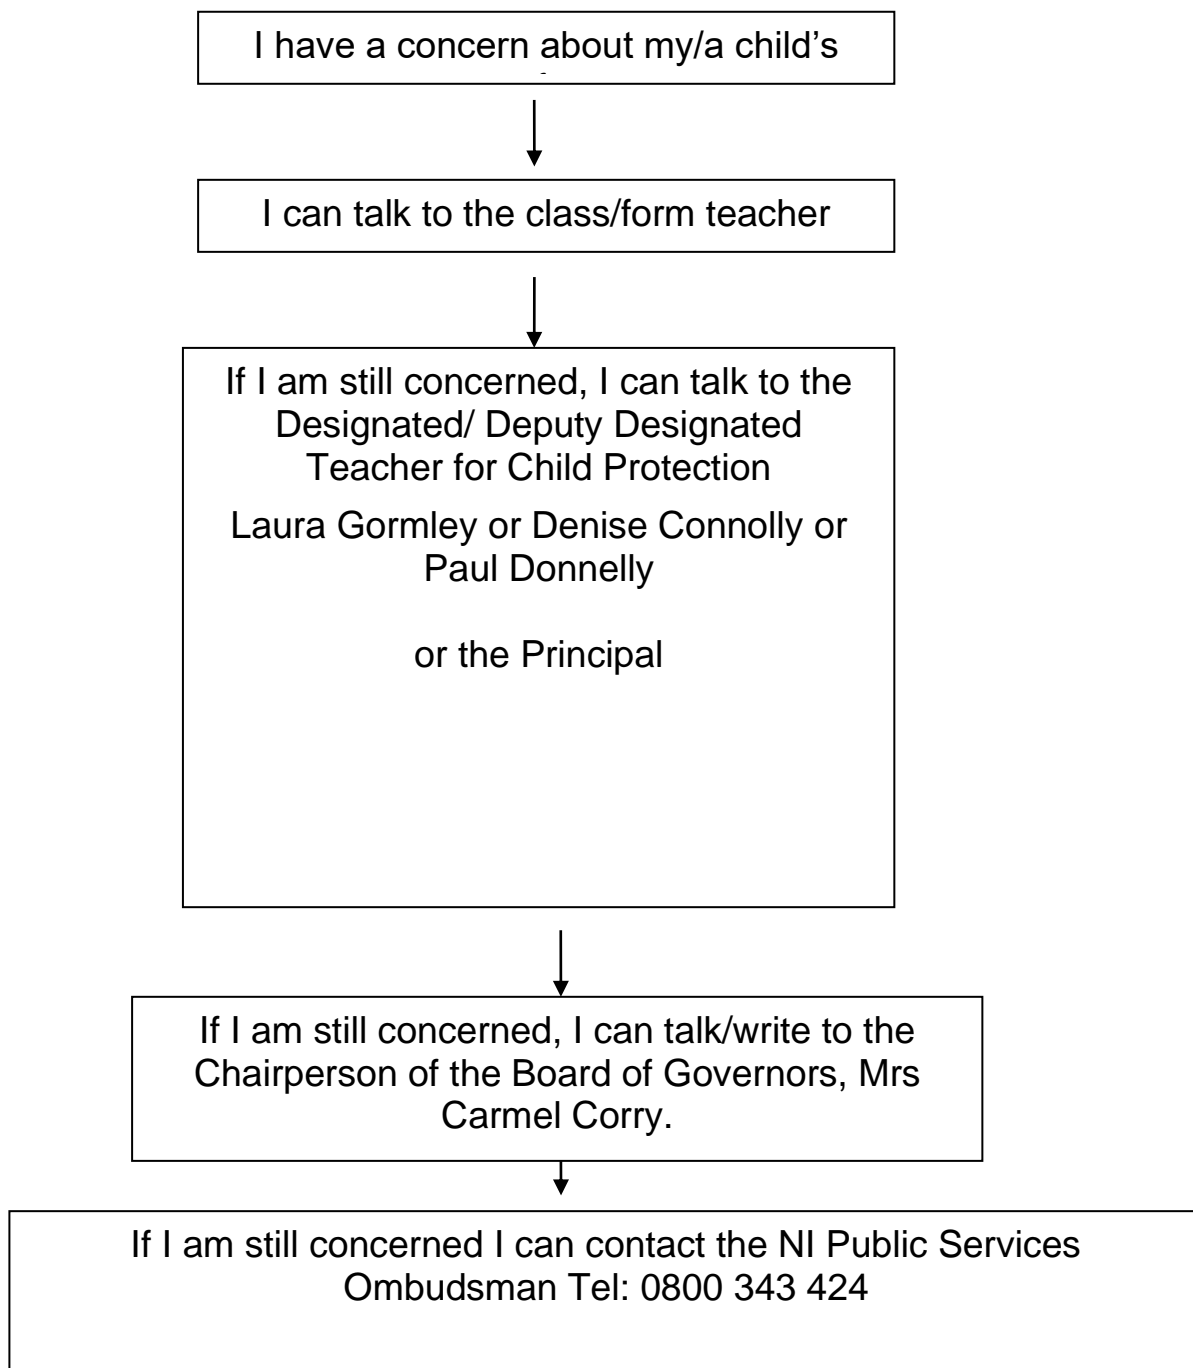 I have a concern about my/a child's
I can talk to the class/form teacher
If I am still concerned, I can talk to the
Designated/ Deputy Designated
Teacher for Child Protection
Laura Gormley or Denise Connolly or
Paul Donnelly
or the Principal
If I am still concerned, I can talk/write to the
Chairperson of the Board of Governors, Mrs
Carmel Corry.
If I am still concerned I can contact the NI Public Services
Ombudsman Tel: 0800 343 424